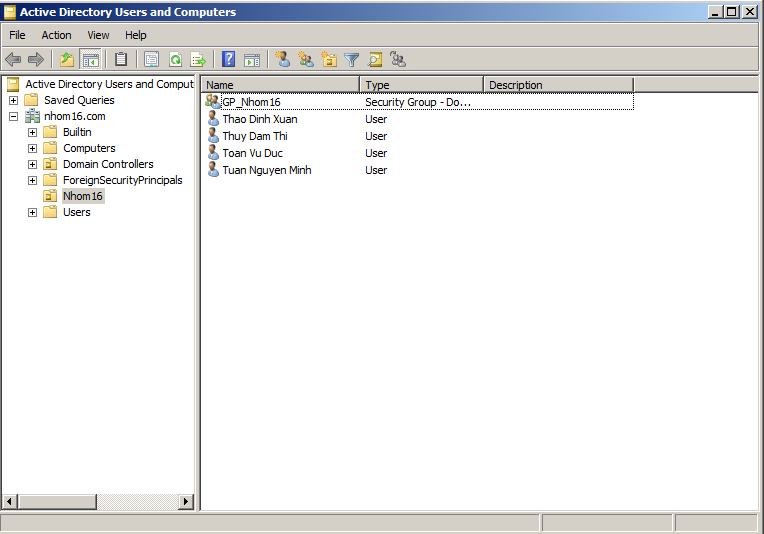 Active Directory Users and Computers
File Action View Help
Active Directory Users and Comput
Saved Queries
nhom16.com
Builtin
Computers
Domain Controllers
ForeignSecurityPrincipals
Nhom16
Users
Name Type Description
GP_Nhom16 Security Group - Do...
Thao Dinh Xuan User
Thuy Dam Thi User
Toan Vu Duc User
Tuan Nguyen Minh User